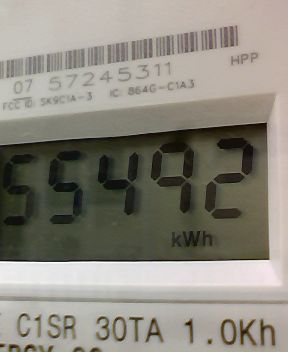 07 57245311
HPP
FCC ID: SK9C1A-3 IC: 864G-C1A3
55492
kWh
C1SR 30TA 1.0Kh